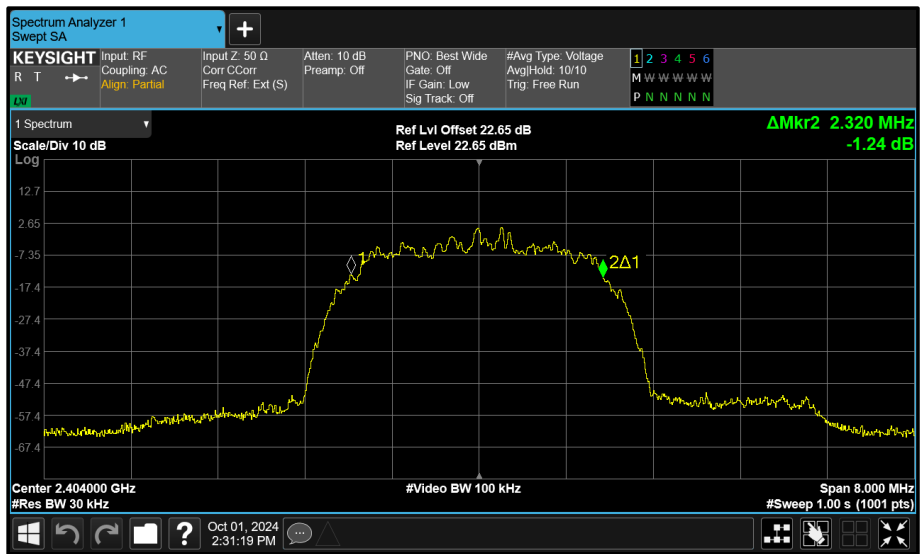 Spectrum Analyzer 1
Swept SA
+
KEYSIGHT
R T
LXI
Input: RF
Coupling: AC
Align: Partial
Input Z: 50 Ω
Corr CCorr
Freq Ref: Ext (S)
Atten: 10 dB
Preamp: Off
PNO: Best Wide
Gate: Off
IF Gain: Low
Sig Track: Off
#Avg Type: Voltage
Avg|Hold: 10/10
Trig: Free Run
1 2 3 4 5 6
M W W W W W
P N N N N N
1 Spectrum
Scale/Div 10 dB
Ref Lvl Offset 22.65 dB
Ref Level 22.65 dBm
ΔMkr2 2.320 MHz
-1.24 dB
Log
12.7
2.65
-7.35
-17.4
-27.4
-37.4
-47.4
-57.4
-67.4
1
2Δ1
Center 2.404000 GHz
#Video BW 100 kHz
Span 8.000 MHz
#Res BW 30 kHz
#Sweep 1.00 s (1001 pts)
?
Oct 01, 2024
2:31:19 PM